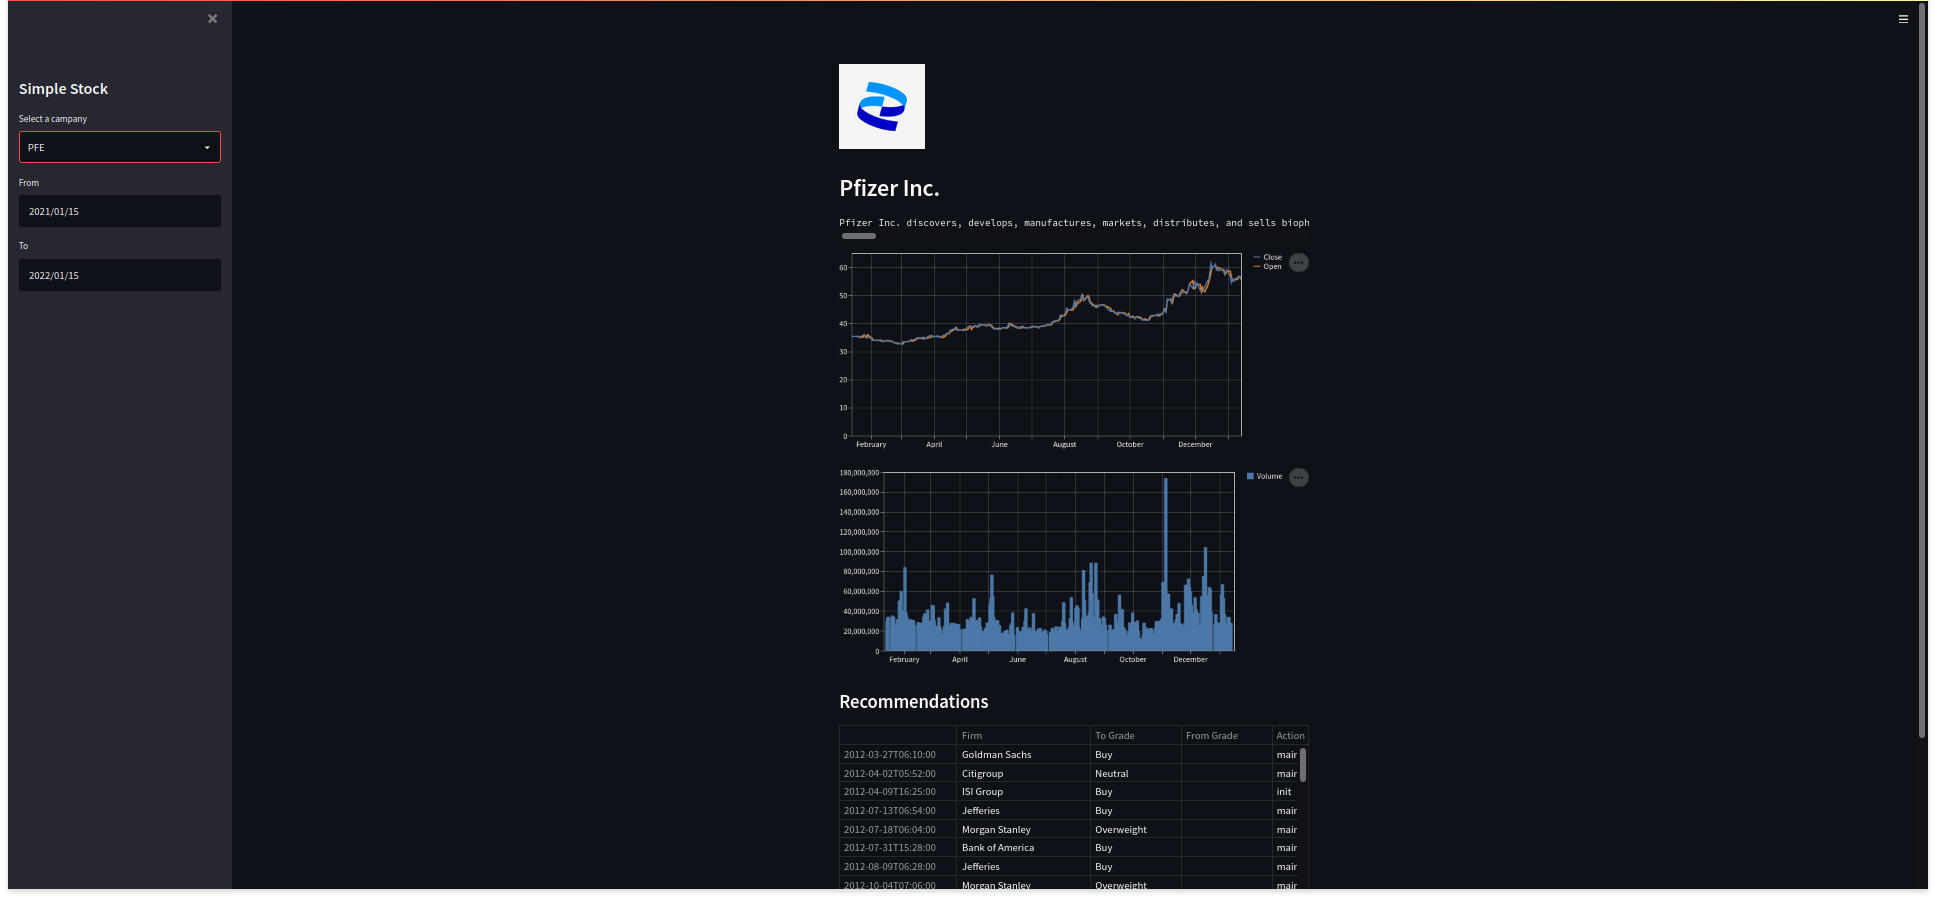 Simple Stock
Select a campany
PFE
From
2021/01/15
To
2022/01/15
Pfizer Inc.
Pfizer Inc. discovers, develops, manufactures, markets, distributes, and sells bioph
Close
Open
60
50
40
30
20
10
0
February April June August October December
Volume
180,000,000
160,000,000
140,000,000
120,000,000
100,000,000
80,000,000
60,000,000
40,000,000
20,000,000
0
February April June August October December
Recommendations
Firm To Grade From Grade Action
2012-03-27T06:10:00 Goldman Sachs Buy mair
2012-04-02T05:52:00 Citigroup Neutral mair
2012-04-09T16:25:00 ISI Group Buy init
2012-07-13T06:54:00 Jefferies Buy mair
2012-07-18T06:04:00 Morgan Stanley Overweight mair
2012-07-31T15:28:00 Bank of America Buy mair
2012-08-09T06:28:00 Jefferies Buy mair
2012-10-04T07:06:00 Morgan Stanley Overweight mair